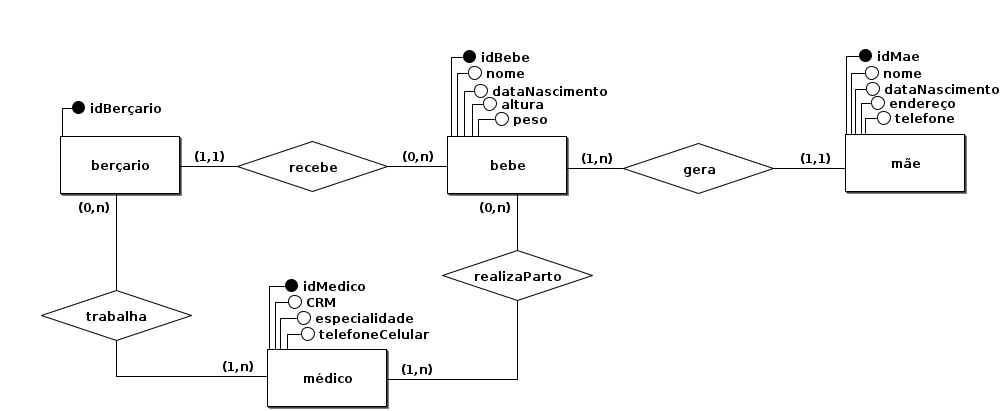 idBebe
nome
dataNascimento
altura
peso
idMae
nome
dataNascimento
endereço
telefone
idBerçario
berçario
(1,1)
recebe
(0,n)
bebe
(1,n)
gera
(1,1)
mãe
(0,n)
(0,n)
realizaParto
trabalha
idMedico
CRM
especialidade
telefoneCelular
(1,n)
médico
(1,n)